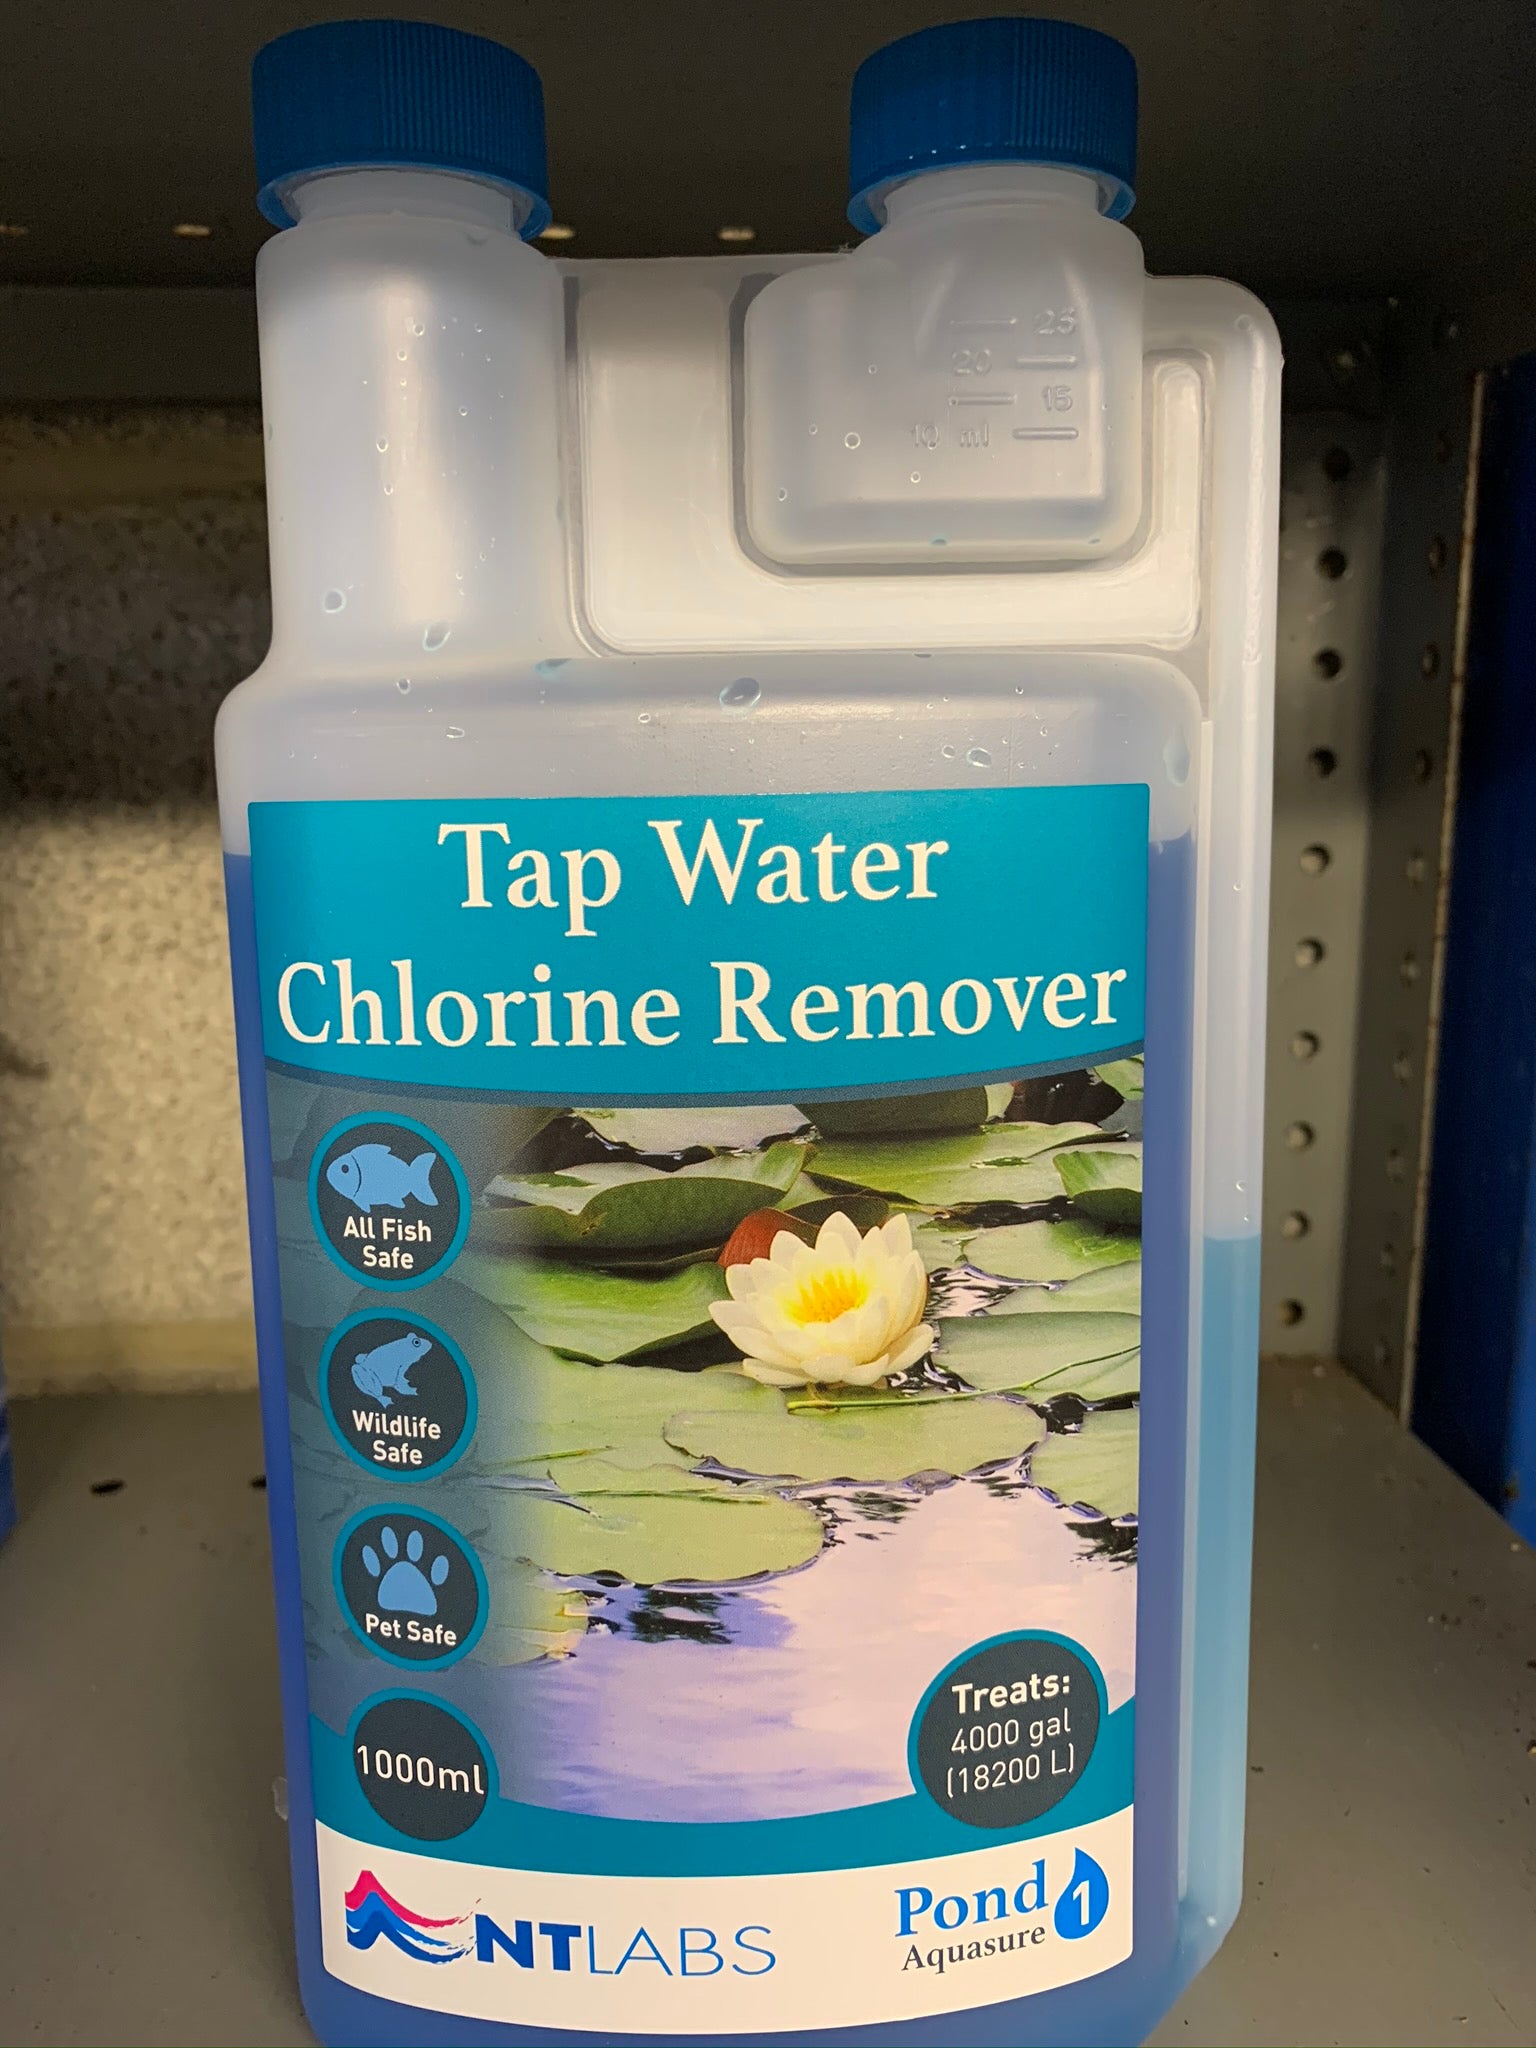 25
20
15
10 ml
Tap Water
Chlorine Remover
All Fish
Safe
Wildlife
Safe
Pet Safe
1000ml
Treats:
4000 gal
(18200 L)
NTLABS
Pond 1
Aquasure